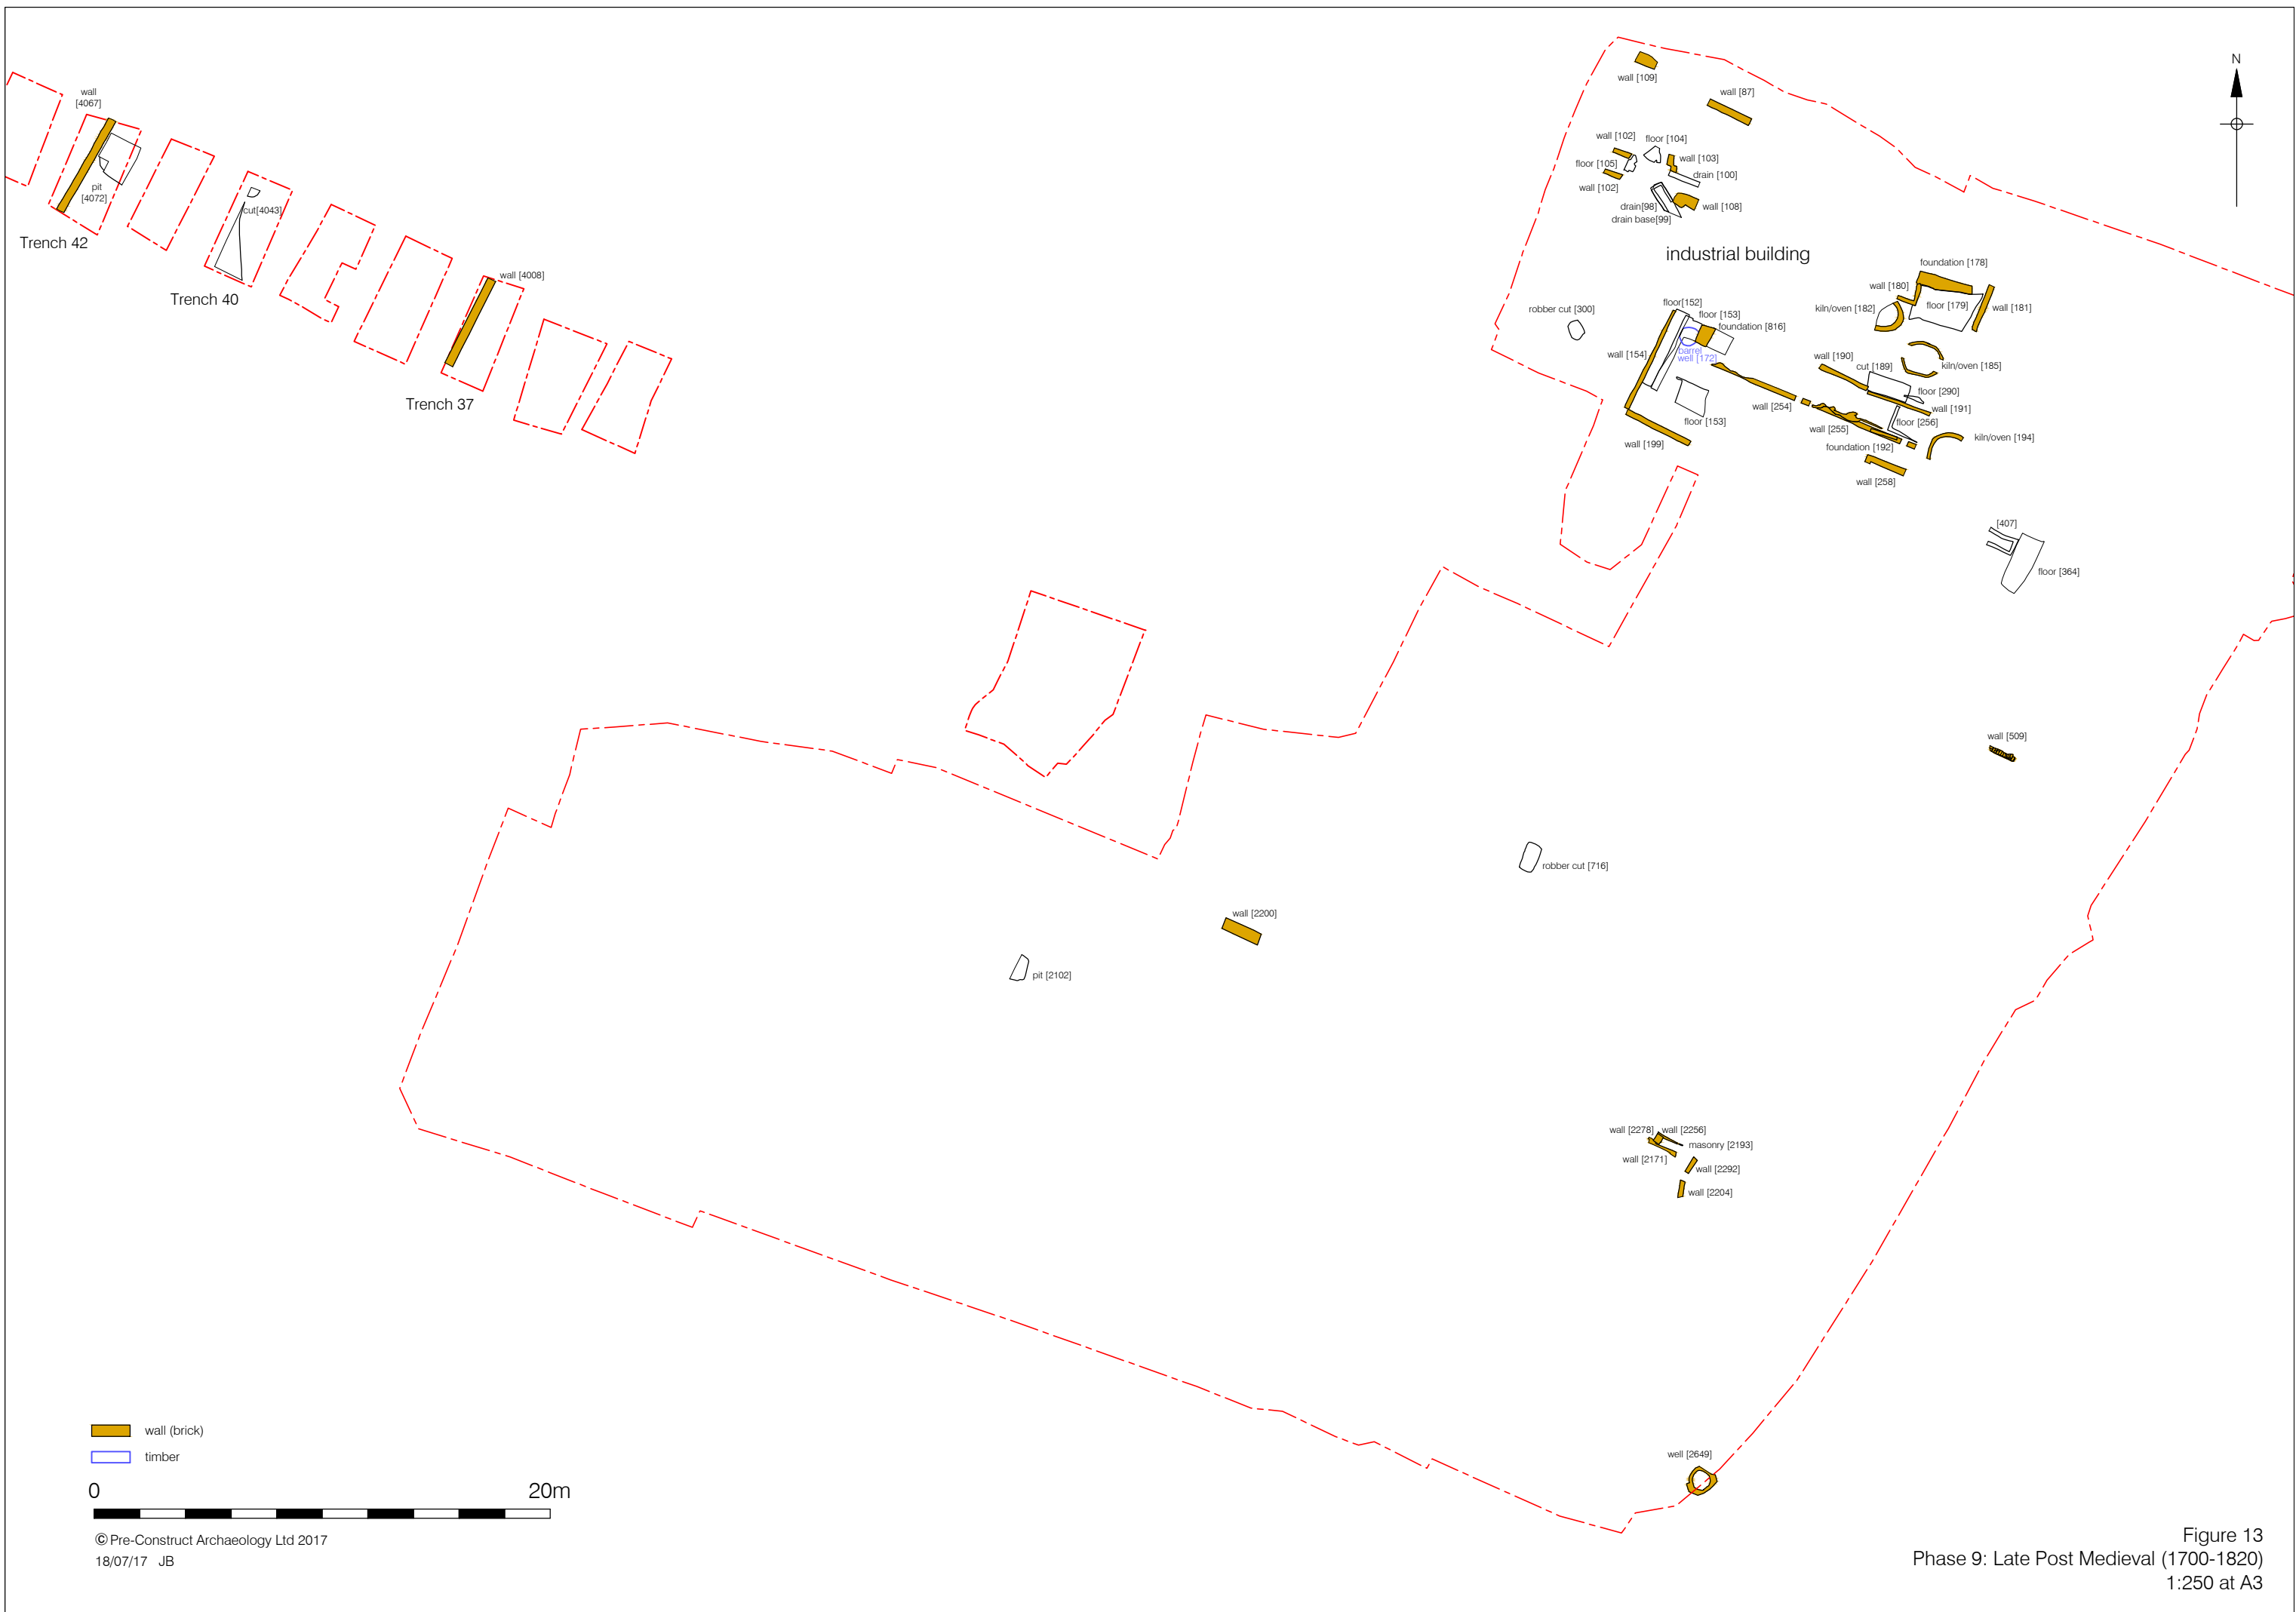 N
wall
[4067]
pit
[4072]
Trench 42
cut[4043]
Trench 40
wall [4008]
Trench 37
wall [109]
wall [87]
wall [102]
floor [104]
floor [105]
wall [103]
wall [102]
drain [100]
drain[98]
drain base[99]
wall [108]
industrial building
foundation [178]
wall [180]
floor [179]
kiln/oven [182]
wall [181]
robber cut [300]
floor[152]
floor [153]
foundation [816]
wall [154]
barrel
well [172]
wall [190]
cut [189]
kiln/oven [185]
floor [290]
wall [254]
wall [191]
floor [153]
floor [256]
wall [255]
wall [199]
foundation [192]
kiln/oven [194]
wall [258]
[407]
floor [364]
wall [509]
robber cut [716]
wall [2200]
pit [2102]
wall [2278]
wall [2256]
masonry [2193]
wall [2171]
wall [2292]
wall [2204]
well [2649]
wall (brick)
timber
0
20m
© Pre-Construct Archaeology Ltd 2017
18/07/17 JB
Figure 13
Phase 9: Late Post Medieval (1700-1820)
1:250 at A3